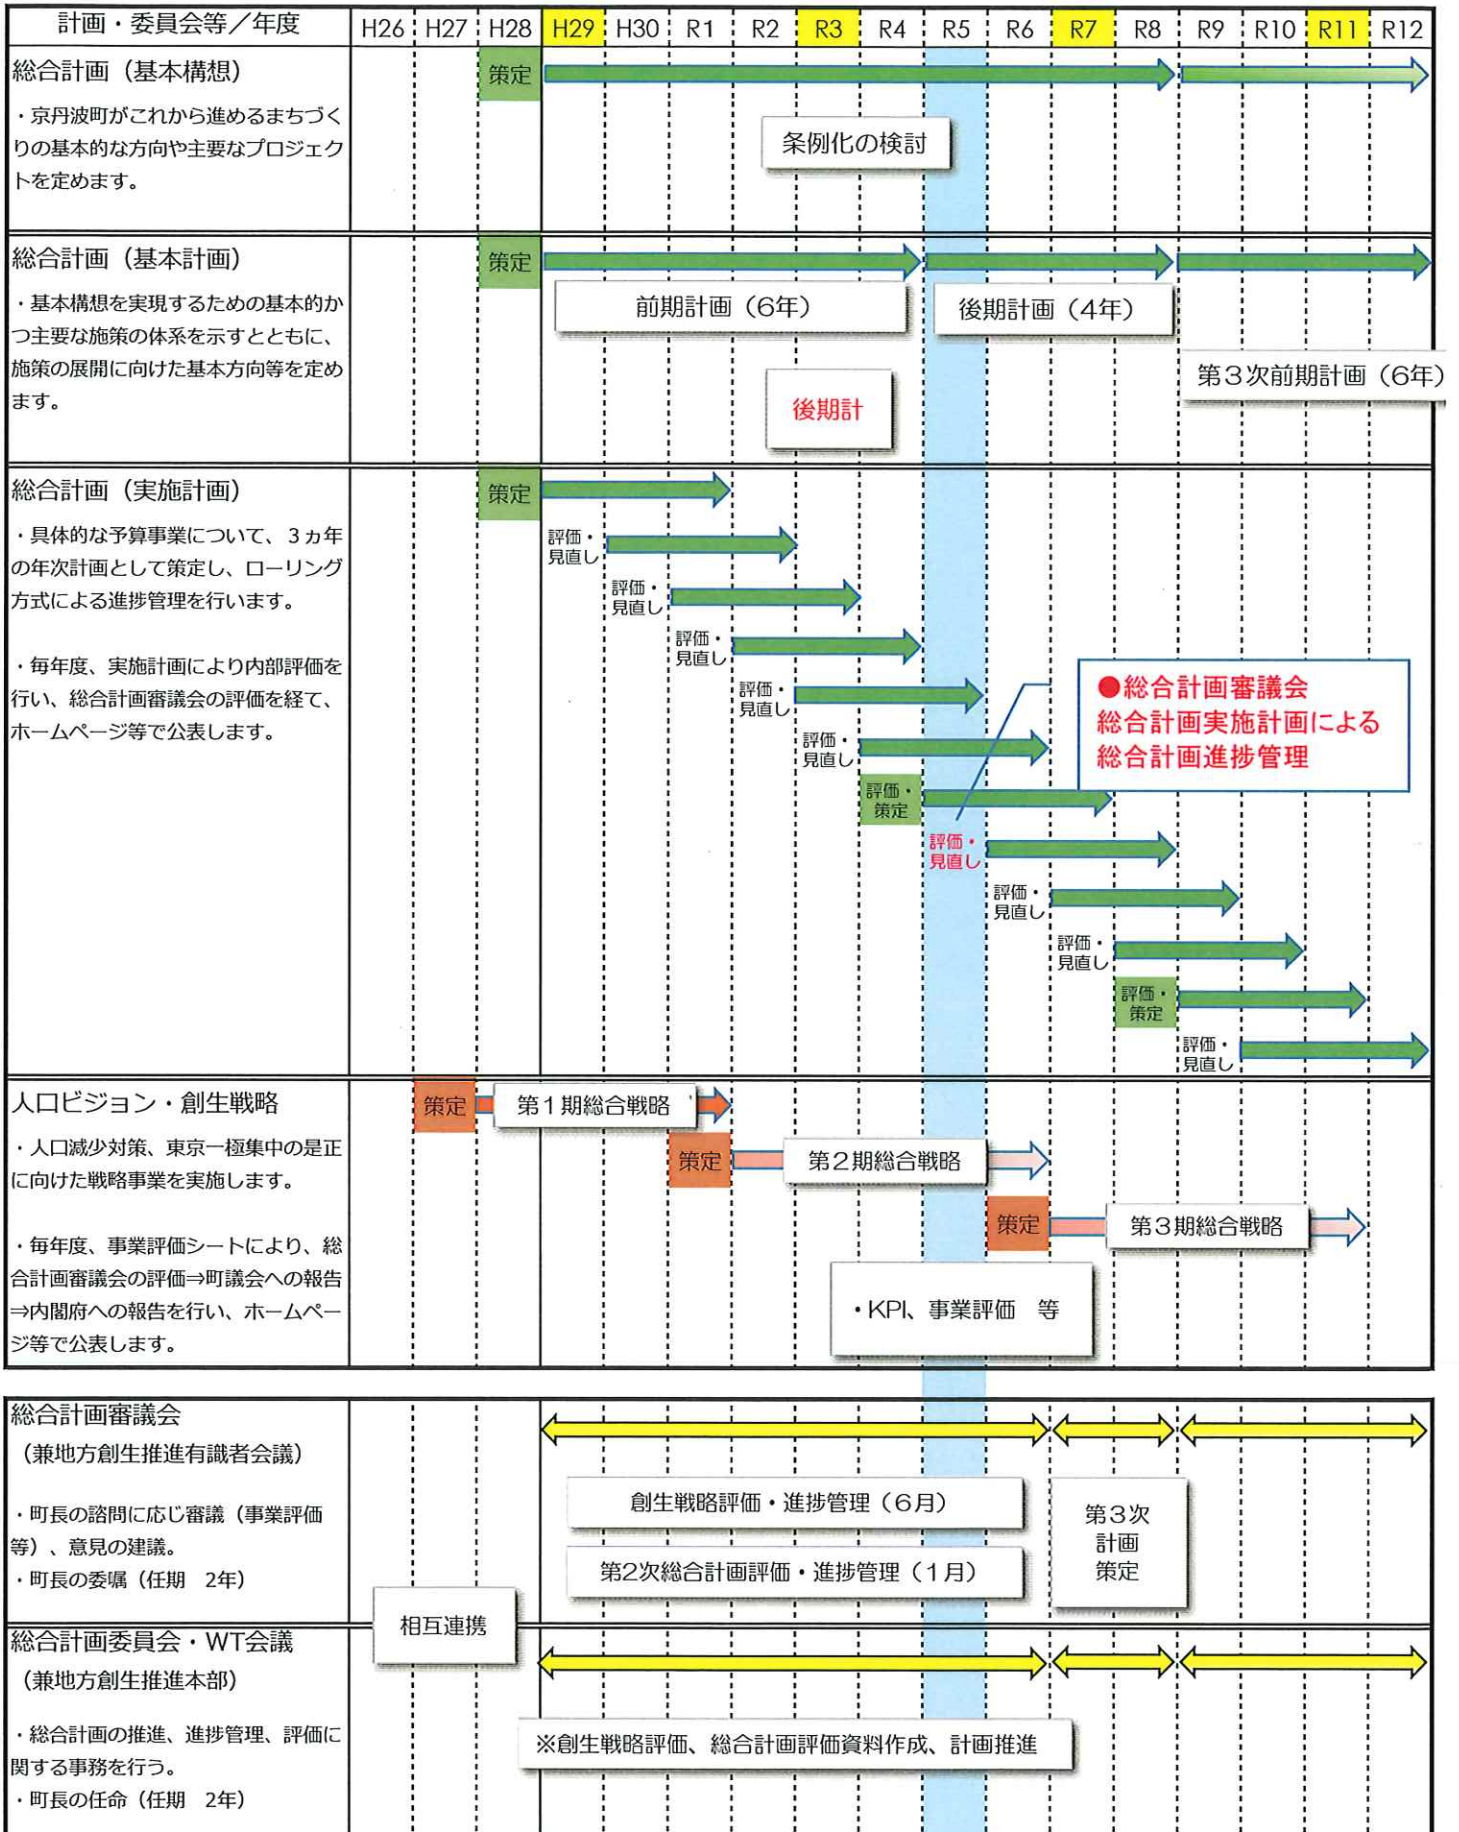 計画・委員会等／年度 H26 H27 H28 H29 H30 R1 R2 R3 R4 R5 R6 R7 R8 R9 R10 R11 R12
総合計画（基本構想）
・京丹波町がこれから進めるまちづく
りの基本的な方向や主要なプロジェク
トを定めます。
策定
条例化の検討
総合計画（基本計画）
・基本構想を実現するための基本的か
つ主要な施策の体系を示すとともに、
施策の展開に向けた基本方向等を定め
ます。
策定
前期計画（6年）
後期計画（4年）
第３次前期計画（6年）
後期計
総合計画（実施計画）
・具体的な予算事業について、３ヵ年
の年次計画として策定し、ローリング
方式による進捗管理を行います。
・毎年度、実施計画により内部評価を
行い、総合計画審議会の評価を経て、
ホームページ等で公表します。
策定
評価・
見直し
評価・
見直し
評価・
見直し
評価・
見直し
評価・
見直し
評価・
策定
評価・
見直し
評価・
見直し
評価・
見直し
評価・
策定
評価・
見直し
●総合計画審議会
総合計画実施計画による
総合計画進捗管理
人口ビジョン・創生戦略
・人口減少対策、東京一極集中の是正
に向けた戦略事業を実施します。
・毎年度、事業評価シートにより、総
合計画審議会の評価⇒町議会への報告
⇒内閣府への報告を行い、ホームペー
ジ等で公表します。
策定
第１期総合戦略
策定
第２期総合戦略
策定
第３期総合戦略
・KPI、事業評価　等
総合計画審議会
（兼地方創生推進有識者会議）
・町長の諮問に応じ審議（事業評価
等）、意見の建議。
・町長の委嘱（任期　2年）
創生戦略評価・進捗管理（６月）
第2次総合計画評価・進捗管理（１月）
第３次
計画
策定
相互連携
総合計画委員会・WT会議
（兼地方創生推進本部）
・総合計画の推進、進捗管理、評価に
関する事務を行う。
・町長の任命（任期　2年）
※創生戦略評価、総合計画評価資料作成、計画推進